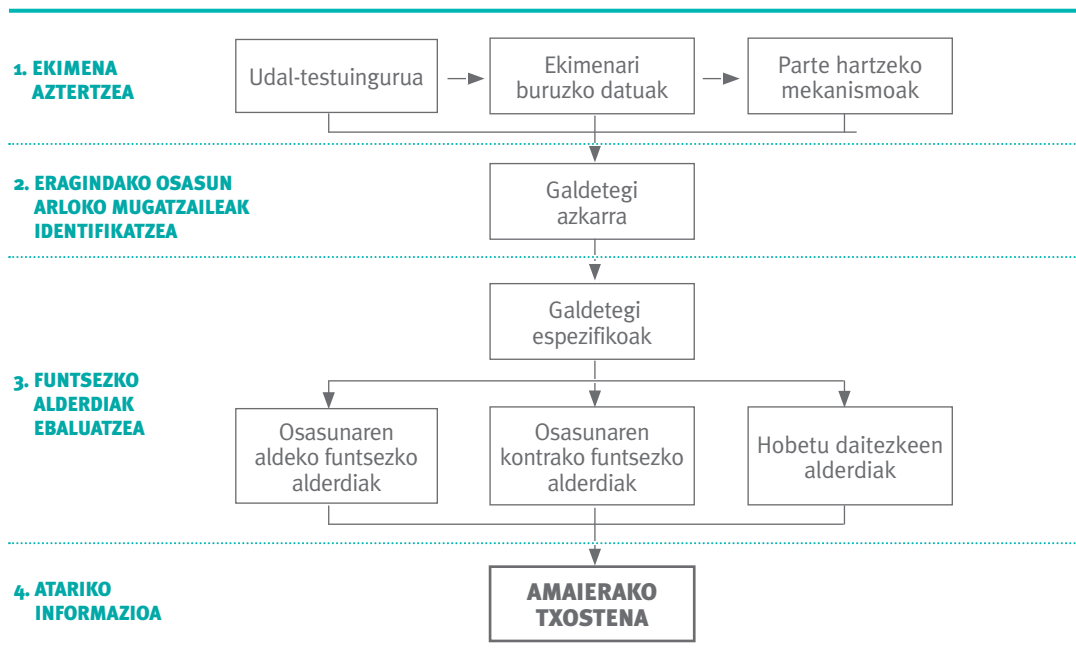 1. EKIMENA
AZTERTZEA
Udal-testuingurua
Ekimenari
buruzko datuak
Parte hartzeko
mekanismoak
2. ERAGINDAKO OSASUN
ARLOKO MUGATZAILEAK
IDENTIFIKATZEA
Galdetegi
azkarra
Galdetegi
espezifikoak
3. FUNTSEZKO
ALDERDIAK
EBALUATZEA
Osasunaren
aldeko funtsezko
alderdiak
Osasunaren
kontrako funtsezko
alderdiak
Hobetu daitezkeen
alderdiak
4. ATARIKO
INFORMAZIOA
AMAIERAKO
TXOSTENA